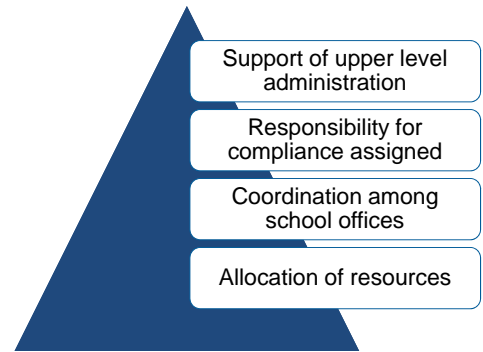 Support of upper level
administration
Responsibility for
compliance assigned
Coordination among
school offices
Allocation of resources